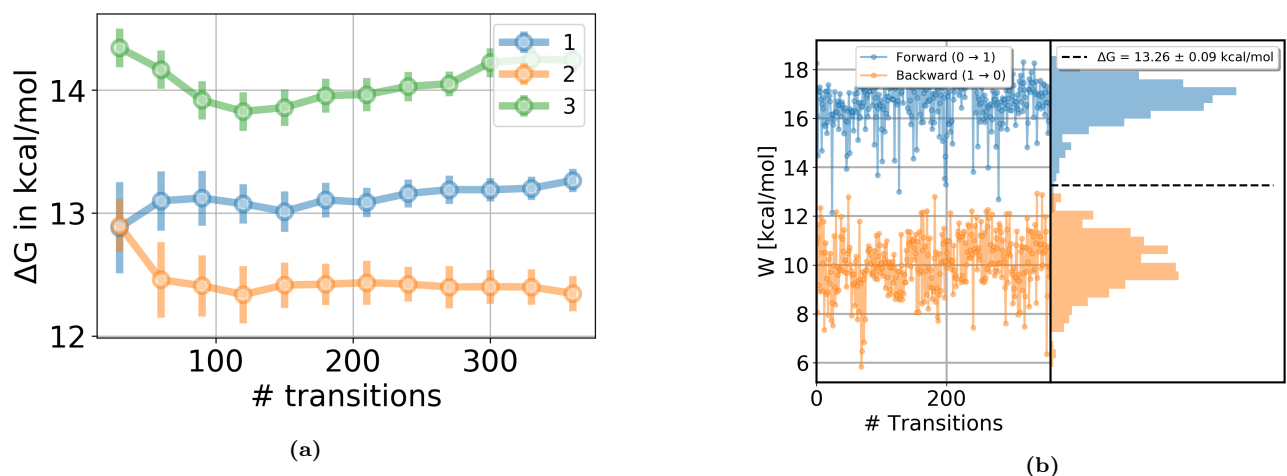 ΔG in kcal/mol
14
13
12
100
200
300
# transitions
1
2
3
(a)
W [kcal/mol]
18
16
14
12
10
8
6
0
200
# Transitions
Forward (0 → 1)
Backward (1 → 0)
ΔG = 13.26 ± 0.09 kcal/mol
(b)